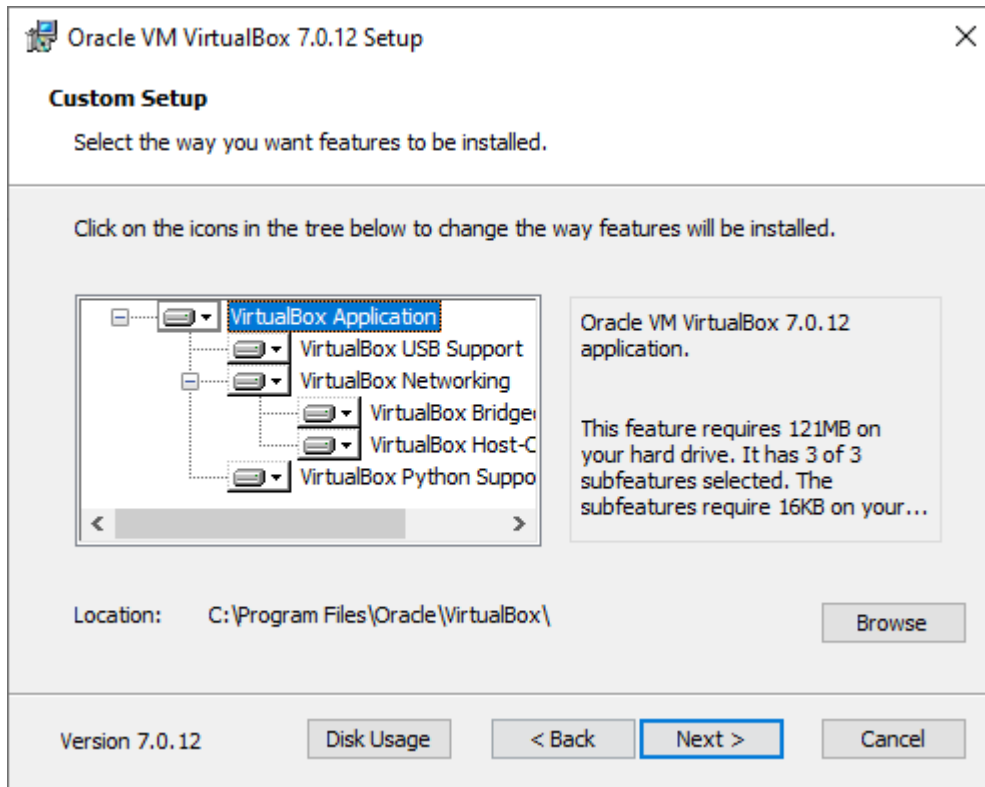 Oracle VM VirtualBox 7.0.12 Setup
Custom Setup
Select the way you want features to be installed.
Click on the icons in the tree below to change the way features will be installed.
VirtualBox Application
VirtualBox USB Support
VirtualBox Networking
VirtualBox Bridge
VirtualBox Host-C
VirtualBox Python Suppo
Oracle VM VirtualBox 7.0.12
application.
This feature requires 121MB on
your hard drive. It has 3 of 3
subfeatures selected. The
subfeatures require 16KB on your...
Location: C:\Program Files\Oracle\VirtualBox\
Browse
Version 7.0.12
Disk Usage
< Back
Next >
Cancel